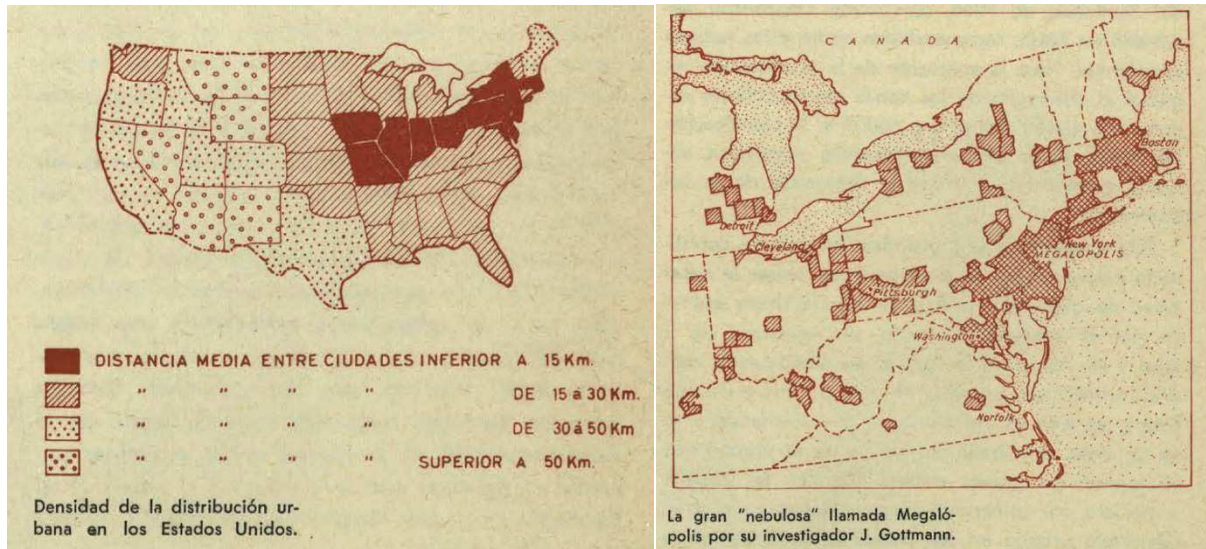 DISTANCIA MEDIA ENTRE CIUDADES INFERIOR A 15 Km.
" " " " DE 15 á 30 Km.
" " " " DE 30 á 50 Km
" " " " SUPERIOR A 50 Km.
Densidad de la distribución ur-
bana en los Estados Unidos.
CANAD
Boston
Detroit
Cleveland
New York
MEGALOPOLIS
Pittsburgh
Washington
Norfolk
La gran "nebulosa" llamada Megaló-
polis por su investigador J. Gottmann.